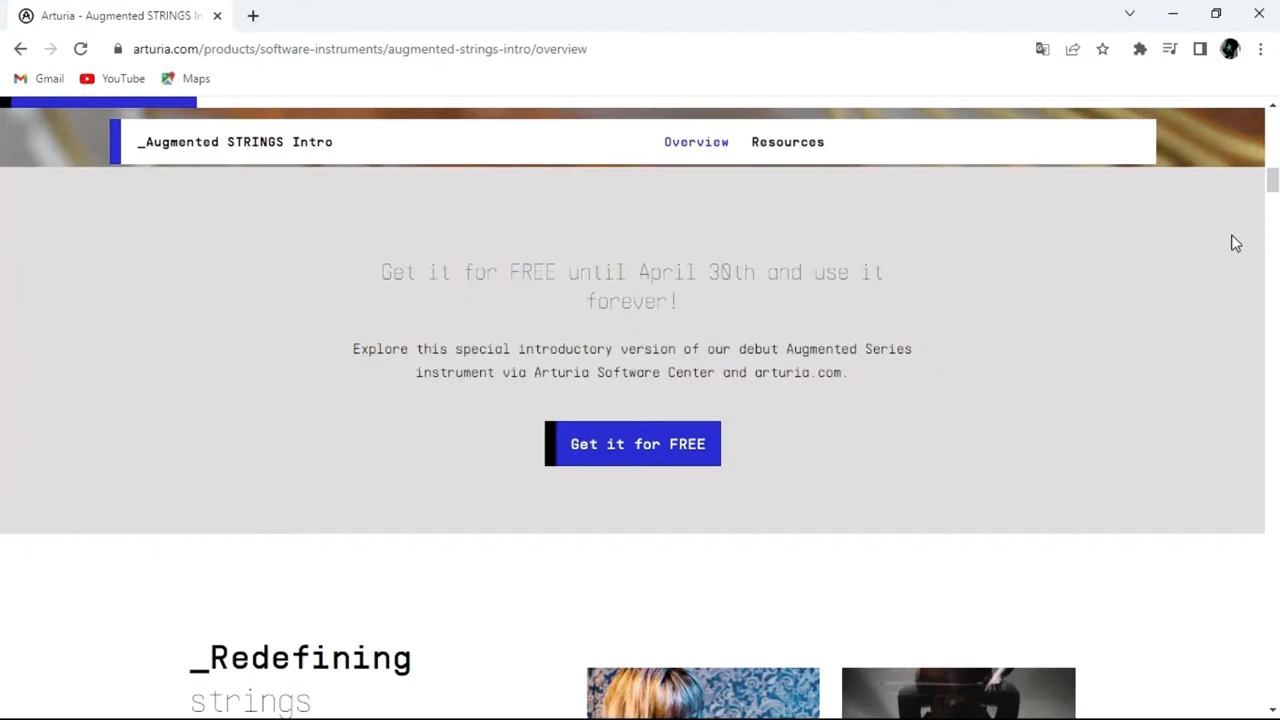 Arturia - Augmented STRINGS In
arturia.com/products/software-instruments/augmented-strings-intro/overview
Gmail YouTube Maps
_Augmented STRINGS Intro Overview Resources
Get it for FREE until April 30th and use it
forever!
Explore this special introductory version of our debut Augmented Series
instrument via Arturia Software Center and arturia.com.
Get it for FREE
_Redefining
strings